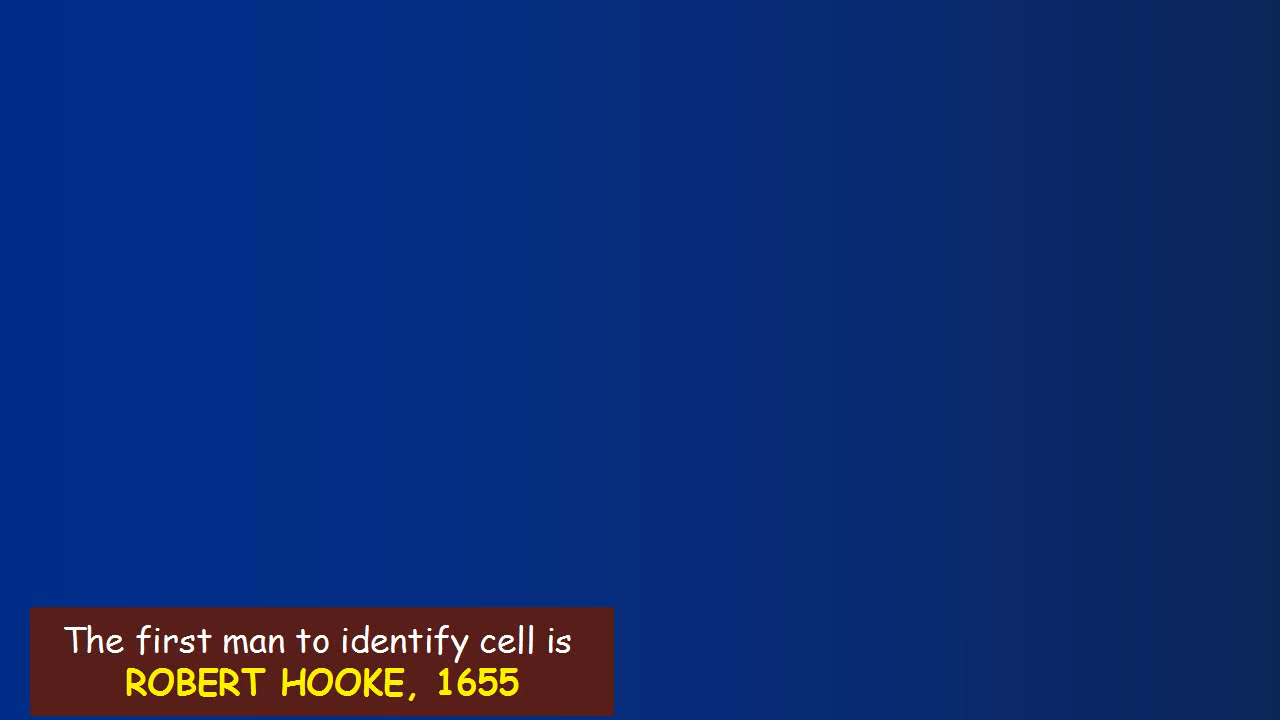 The first man to identify cell is
ROBERT HOOKE, 1655